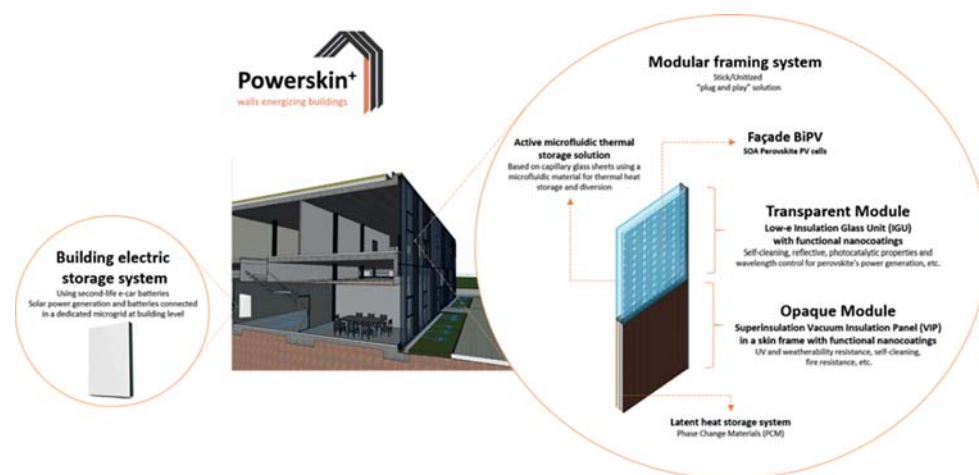 Powerskin+
walls energizing buildings
Modular framing system
Stick/Unitized
"plug and play" solution
Active microfluidic thermal
storage solution
Based on capillary glass sheets using a
microfluidic material for thermal heat
storage and diversion
Façade BiPV
SOA Perovskite PV cells
Transparent Module
Low-e Insulation Glass Unit (IGU)
with functional nanocoatings
Self-cleaning, reflective, photocatalytic properties and
wavelength control for perovskite's power generation, etc.
Building electric
storage system
Using second-life e-car batteries
Solar power generation and batteries connected
in a dedicated microgrid at building level
Opaque Module
Superinsulation Vacuum Insulation Panel (VIP)
in a skin frame with functional nanocoatings
UV and weatherability resistance, self-cleaning,
fire resistance, etc.
Latent heat storage system
Phase Change Materials (PCM)